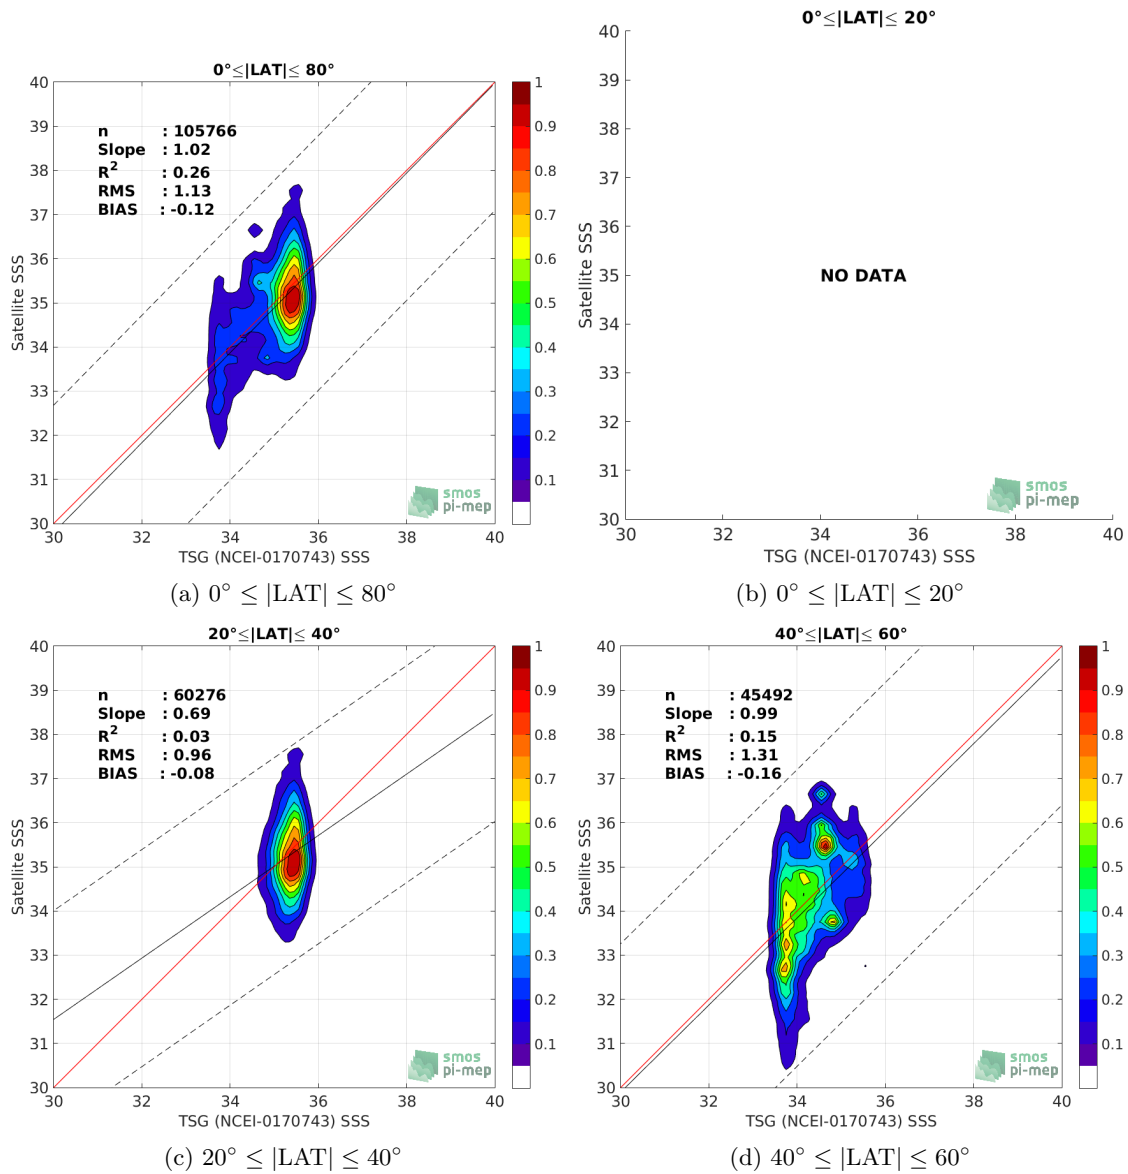 0°≤|LAT|≤ 80°
40
39
38
37
36
35
34
33
32
31
30
Satellite SSS
n : 105766
Slope : 1.02
R2 : 0.26
RMS : 1.13
BIAS : -0.12
1
0.9
0.8
0.7
0.6
0.5
0.4
0.3
0.2
0.1
smos
pi-mep
30 32 34 36 38 40
TSG (NCEI-0170743) SSS
(a) 0° ≤ |LAT| ≤ 80°
0°≤|LAT|≤ 20°
40
39
38
37
36
35
34
33
32
31
30
Satellite SSS
NO DATA
smos
pi-mep
30 32 34 36 38 40
TSG (NCEI-0170743) SSS
(b) 0° ≤ |LAT| ≤ 20°
20°≤|LAT|≤ 40°
40
39
38
37
36
35
34
33
32
31
30
Satellite SSS
n : 60276
Slope : 0.69
R2 : 0.03
RMS : 0.96
BIAS : -0.08
1
0.9
0.8
0.7
0.6
0.5
0.4
0.3
0.2
0.1
smos
pi-mep
30 32 34 36 38 40
TSG (NCEI-0170743) SSS
(c) 20° ≤ |LAT| ≤ 40°
40°≤|LAT|≤ 60°
40
39
38
37
36
35
34
33
32
31
30
Satellite SSS
n : 45492
Slope : 0.99
R2 : 0.15
RMS : 1.31
BIAS : -0.16
1
0.9
0.8
0.7
0.6
0.5
0.4
0.3
0.2
0.1
smos
pi-mep
30 32 34 36 38 40
TSG (NCEI-0170743) SSS
(d) 40° ≤ |LAT| ≤ 60°